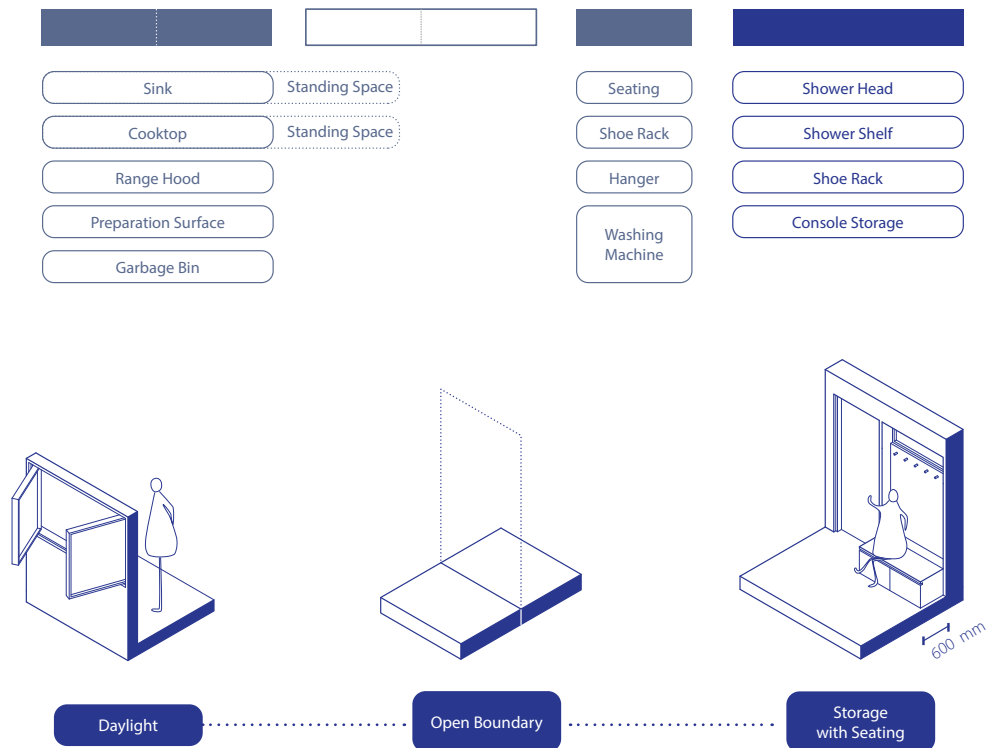 Sink
Standing Space
Seating
Shower Head
Cooktop
Standing Space
Shoe Rack
Shower Shelf
Range Hood
Hanger
Shoe Rack
Preparation Surface
Washing
Machine
Console Storage
Garbage Bin
600 mm
Daylight
Open Boundary
Storage
with Seating